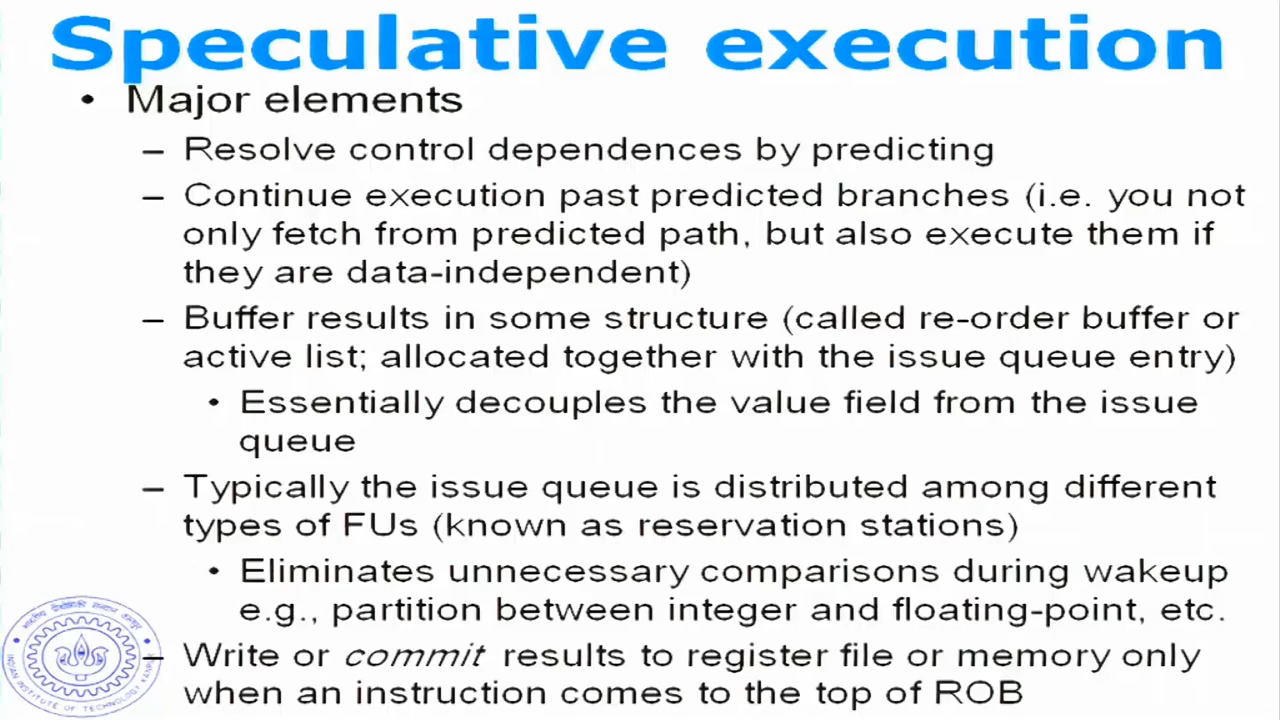 Speculative execution
• Major elements
– Resolve control dependences by predicting
– Continue execution past predicted branches (i.e. you not
only fetch from predicted path, but also execute them if
they are data-independent)
– Buffer results in some structure (called re-order buffer or
active list; allocated together with the issue queue entry)
• Essentially decouples the value field from the issue
queue
– Typically the issue queue is distributed among different
types of FUs (known as reservation stations)
• Eliminates unnecessary comparisons during wakeup
e.g., partition between integer and floating-point, etc.
– Write or commit results to register file or memory only
when an instruction comes to the top of ROB
INDIAN INSTITUTE OF TECHNOLOGY KANPUR